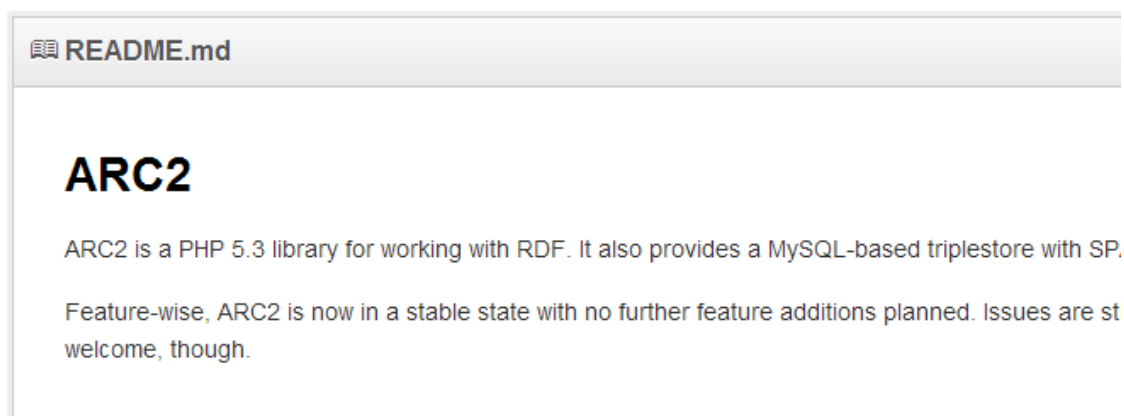 README.md
ARC2
ARC2 is a PHP 5.3 library for working with RDF. It also provides a MySQL-based triplestore with
Feature-wise, ARC2 is now in a stable state with no further feature additions planned. Issues are
welcome, though.